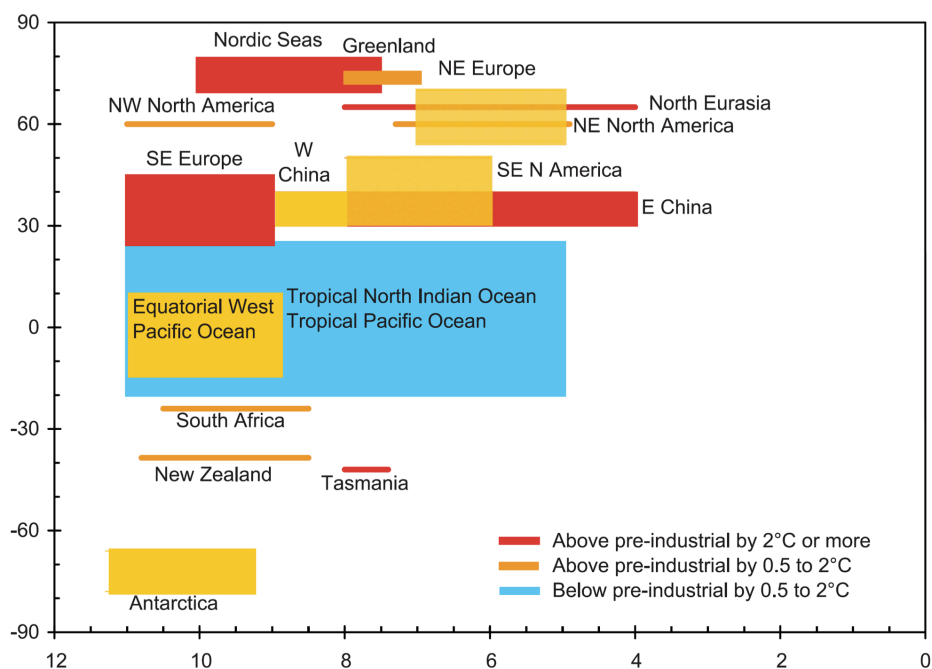 90
Nordic Seas
Greenland
NE Europe
NW North America
North Eurasia
60
NE North America
SE Europe
W
China
SE N America
E China
30
Equatorial West
Pacific Ocean
Tropical North Indian Ocean
Tropical Pacific Ocean
0
-30
South Africa
New Zealand
Tasmania
-60
Antarctica
Above pre-industrial by 2°C or more
Above pre-industrial by 0.5 to 2°C
Below pre-industrial by 0.5 to 2°C
-90
12 10 8 6 4 2 0